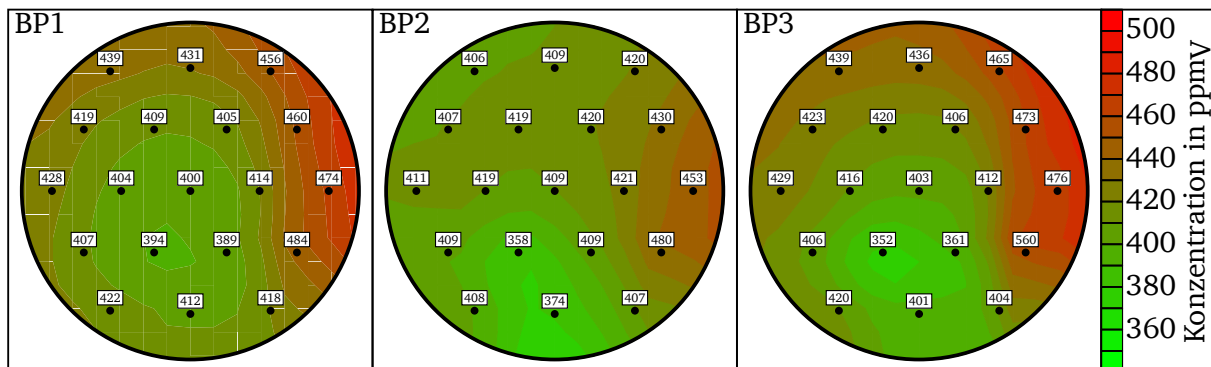 BP1
439 431 456
419 409 405 460
428 404 400 414 474
407 394 389 484
422 412 418
BP2
406 409 420
407 419 420 430
411 419 409 421 453
409 358 409 480
408 374 407
BP3
439 436 465
423 420 406 473
429 416 403 412 476
406 352 361 560
420 401 404
500
480
460
440
420
400
380
360
Konzentration in ppmV